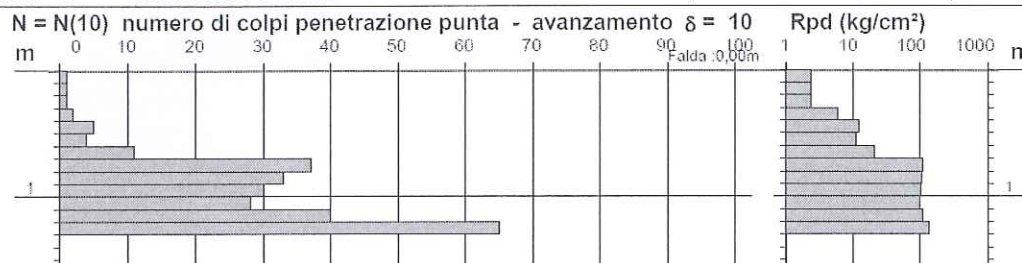 N = N(10) numero di colpi penetrazione punta - avanzamento δ = 10
Rpd (kg/cm²)
m 0 10 20 30 40 50 60 70 80 90 100
1 10 100 1000
Falda :0,00m
1
1